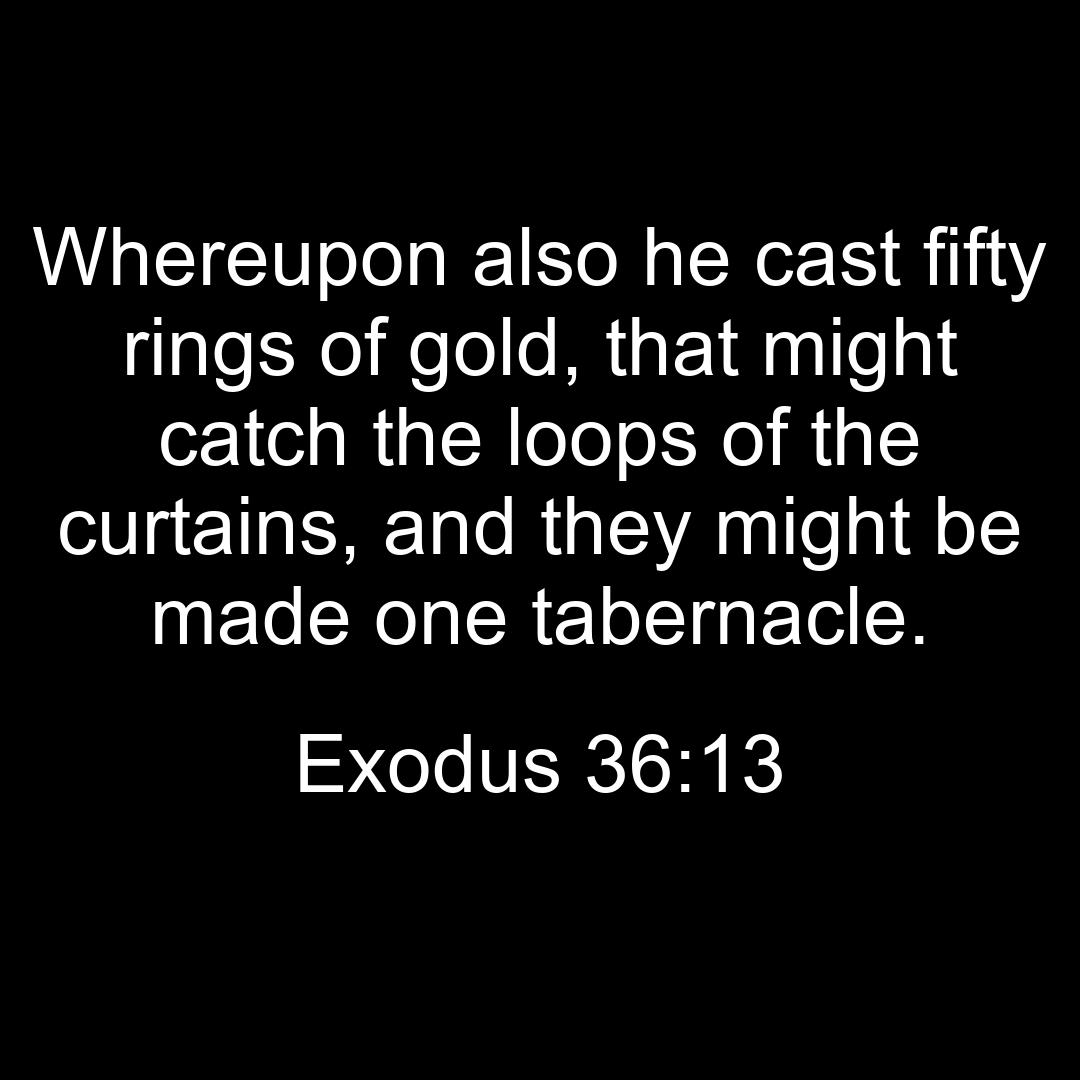 Whereupon also he cast fifty
rings of gold, that might
catch the loops of the
curtains, and they might be
made one tabernacle.
Exodus 36:13